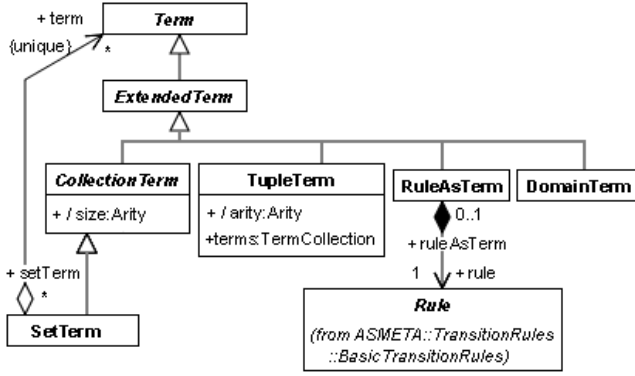 + term
Term
{unique}
*
ExtendedTerm
CollectionTerm
+ / size:Arity
TupleTerm
+ / arity:Arity
+terms:TermCollection
RuleAsTerm
DomainTerm
0..1
+ ruleAsTerm
1
+ rule
+ setTerm
*
SetTerm
Rule
(from ASMETA::TransitionRules
::BasicTransitionRules)